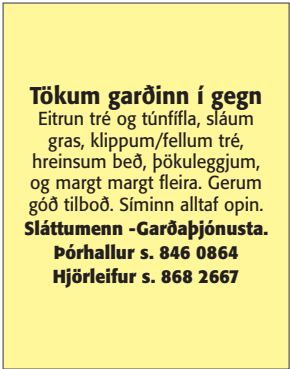 Tökum garðinn í gegn
Eitrun tré og túnfífla, sláum
gras, klippum/fellum tré,
hreinsum beð, þökuleggjum,
og margt margt fleira. Gerum
góð tilboð. Síminn alltaf opin.
Sláttumenn -Garðaþjónusta.
Þórhallur s. 846 0864
Hjörleifur s. 868 2667